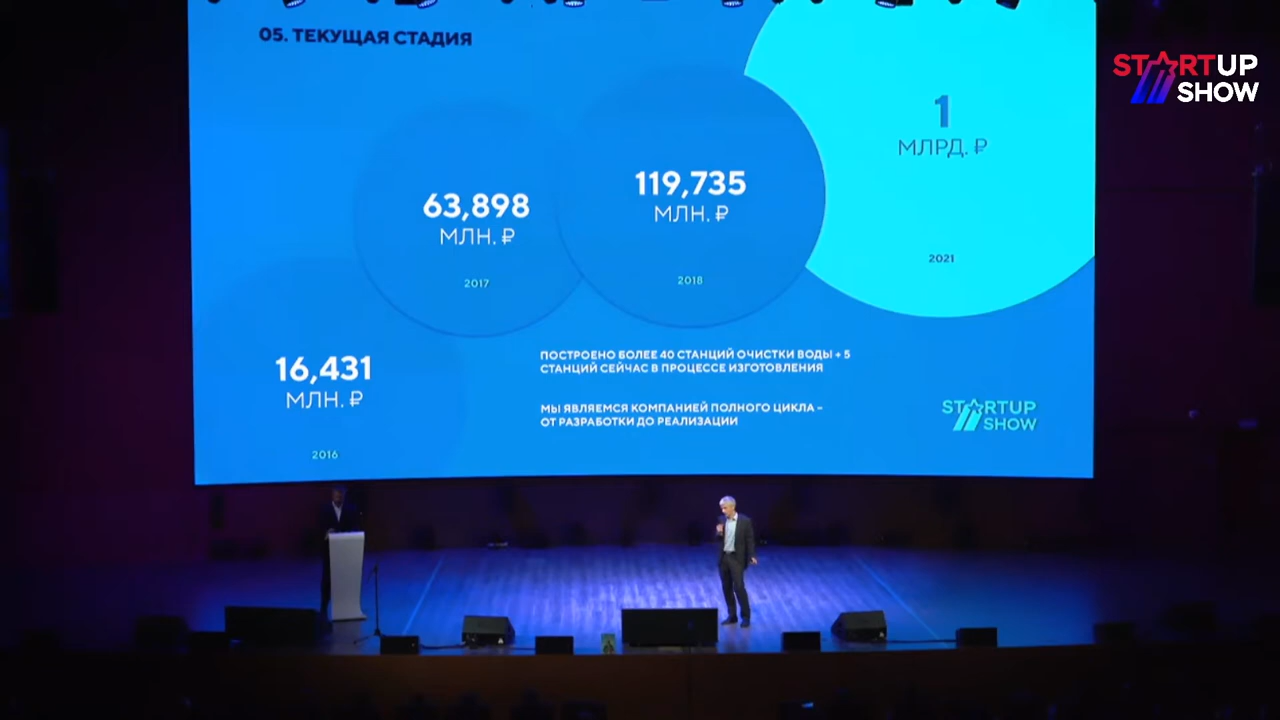 05. ТЕКУЩАЯ СТАДИЯ
STARTUP
SHOW
1
МЛРД. ₽
2021
119,735
МЛН. ₽
2018
63,898
МЛН. ₽
2017
16,431
МЛН. ₽
2016
ПОСТРОЕНО БОЛЕЕ 40 СТАНЦИЙ ОЧИСТКИ ВОДЫ + 5
СТАНЦИЙ СЕЙЧАС В ПРОЦЕССЕ ИЗГОТОВЛЕНИЯ
МЫ ЯВЛЯЕМСЯ КОМПАНИЕЙ ПОЛНОГО ЦИКЛА –
ОТ РАЗРАБОТКИ ДО РЕАЛИЗАЦИИ
STARTUP
SHOW